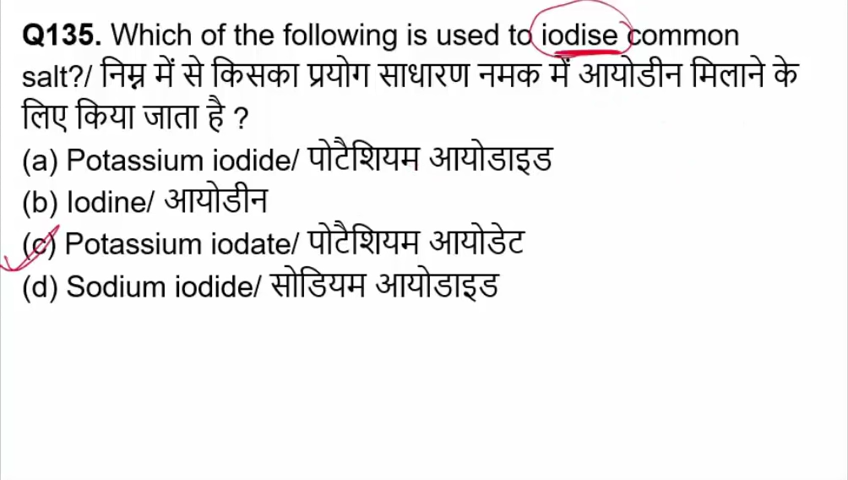 Q135. Which of the following is used to iodise common
salt?/ निम्न में से किसका प्रयोग साधारण नमक में आयोडीन मिलाने के
लिए किया जाता है ?
(a) Potassium iodide/ पोटैशियम आयोडाइड
(b) Iodine/ आयोडीन
(c) Potassium iodate/ पोटैशियम आयोडेट
(d) Sodium iodide/ सोडियम आयोडाइड